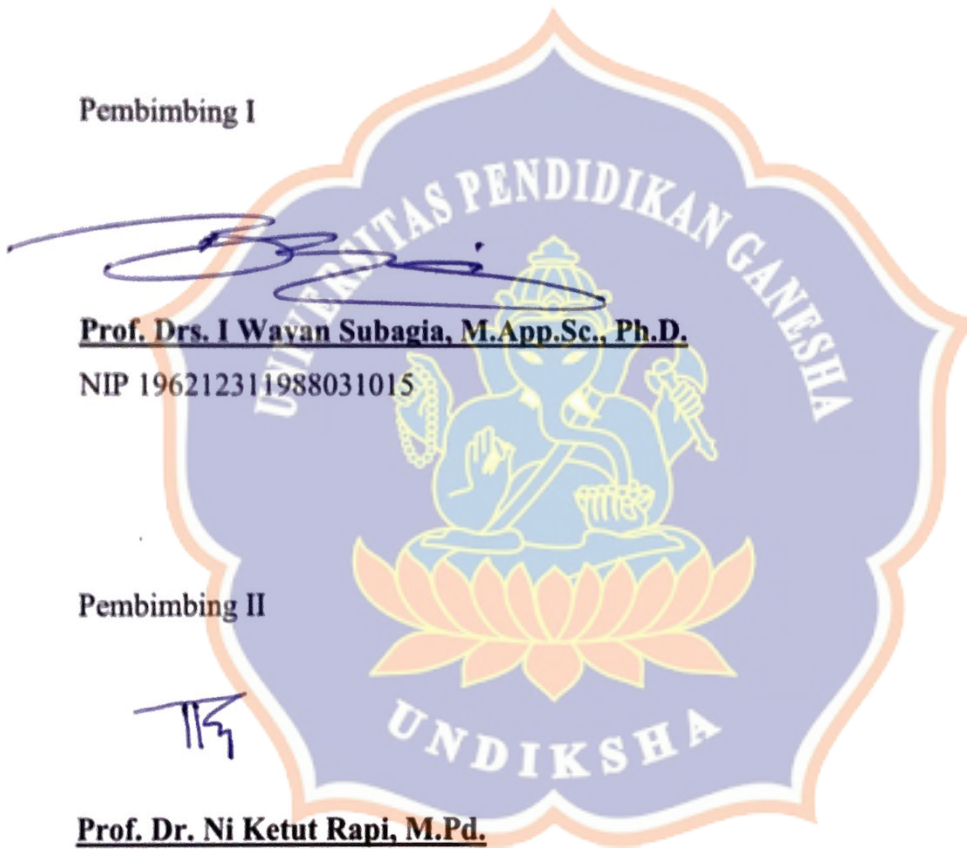 Pembimbing I
UNIVERSITAS PENDIDIKAN GANESHA
Prof. Drs. I Wayan Subagia, M.App.Sc., Ph.D.
NIP 196212311988031015
Pembimbing II
UNDIKSHA
Prof. Dr. Ni Ketut Rapi, M.Pd.